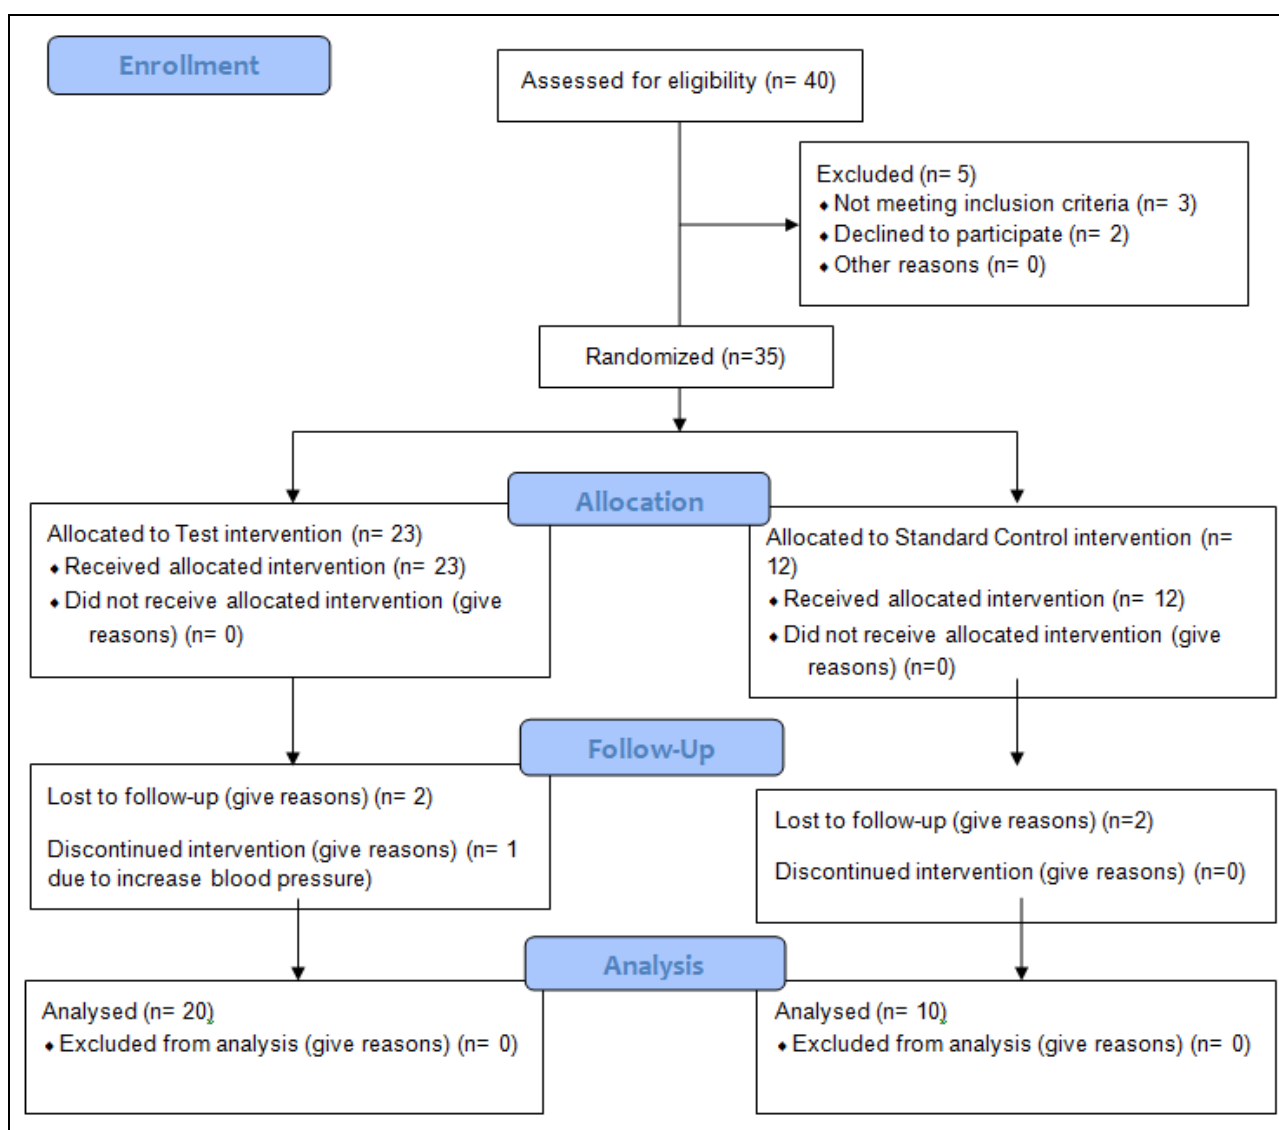 Enrollment
Assessed for eligibility (n= 40)
Excluded (n= 5)
⬧ Not meeting inclusion criteria (n= 3)
⬧ Declined to participate (n= 2)
⬧ Other reasons (n= 0)
Randomized (n=35)
Allocation
Allocated to Test intervention (n= 23)
⬧ Received allocated intervention (n= 23)
⬧ Did not receive allocated intervention (give
reasons) (n= 0)
Allocated to Standard Control intervention (n=
12)
⬧ Received allocated intervention (n= 12)
⬧ Did not receive allocated intervention (give
reasons) (n=0)
Follow-Up
Lost to follow-up (give reasons) (n= 2)
Discontinued intervention (give reasons) (n= 1
due to increase blood pressure)
Lost to follow-up (give reasons) (n=2)
Discontinued intervention (give reasons) (n=0)
Analysis
Analysed (n= 20)
⬧ Excluded from analysis (give reasons) (n= 0)
Analysed (n= 10)
⬧ Excluded from analysis (give reasons) (n= 0)